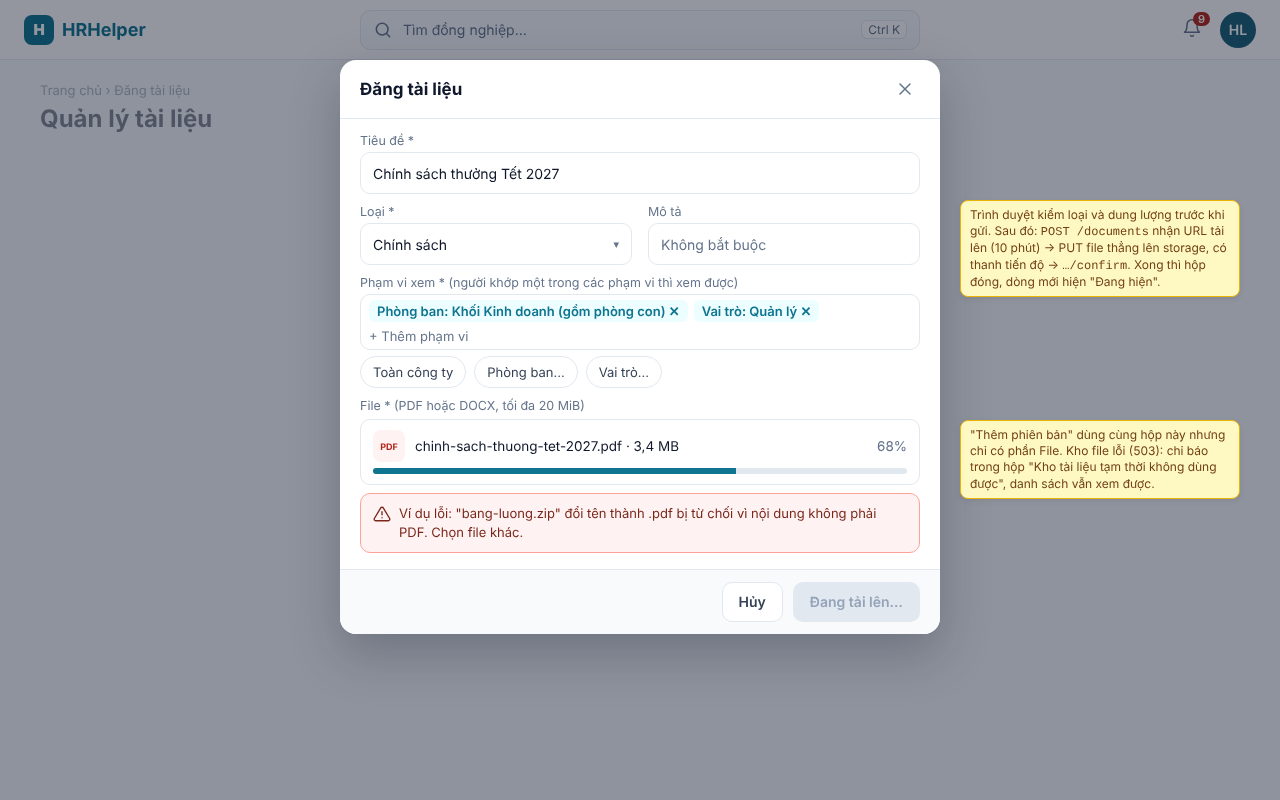 H HRHelper
Tìm đồng nghiệp...
Ctrl K
9
HL
Trang chủ › Đăng tài liệu
Quản lý tài liệu
Đăng tài liệu
Tiêu đề *
Chính sách thưởng Tết 2027
Loại *
Mô tả
Chính sách
Không bắt buộc
Phạm vi xem * (người khớp một trong các phạm vi thì xem được)
Phòng ban: Khối Kinh doanh (gồm phòng con) ✕
Vai trò: Quản lý ✕
+ Thêm phạm vi
Toàn công ty
Phòng ban...
Vai trò...
File * (PDF hoặc DOCX, tối đa 20 MiB)
PDF
chinh-sach-thuong-tet-2027.pdf · 3,4 MB
68%
Ví dụ lỗi: "bang-luong.zip" đổi tên thành .pdf bị từ chối vì nội dung không phải
PDF. Chọn file khác.
Hủy
Đang tải lên...
Trình duyệt kiểm loại và dung lượng trước khi
gửi. Sau đó: POST /documents nhận URL tải
lên (10 phút) → PUT file thẳng lên storage, có
thanh tiến độ → …/confirm. Xong thì hộp
đóng, dòng mới hiện "Đang hiện".
"Thêm phiên bản" dùng cùng hộp này nhưng
chỉ có phần File. Kho file lỗi (503): chỉ báo
trong hộp "Kho tài liệu tạm thời không dùng
được", danh sách vẫn xem được.